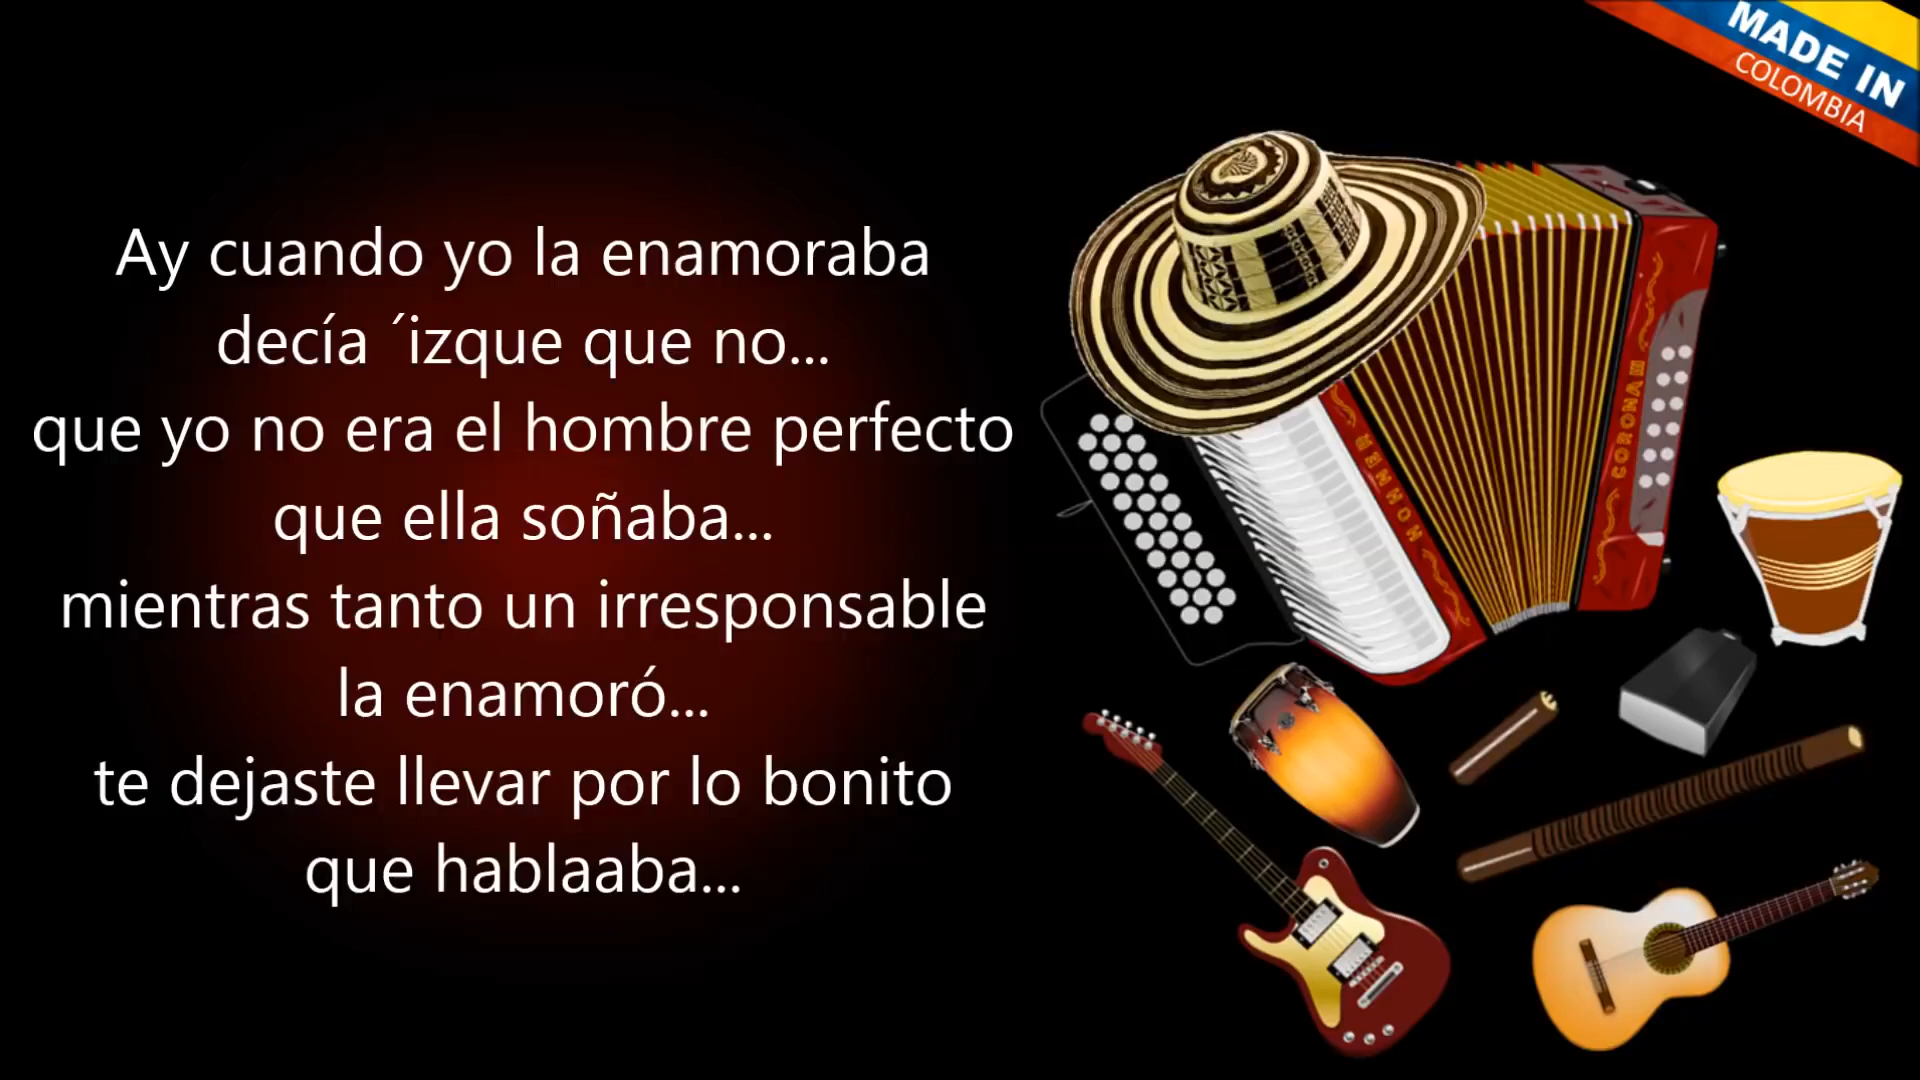 MADE IN
COLOMBIA
Ay cuando yo la enamoraba
decía ´izque que no...
que yo no era el hombre perfecto
que ella soñaba...
mientras tanto un irresponsable
la enamoró...
te dejaste llevar por lo bonito
que hablaaba...
HOHNER
CORONA III